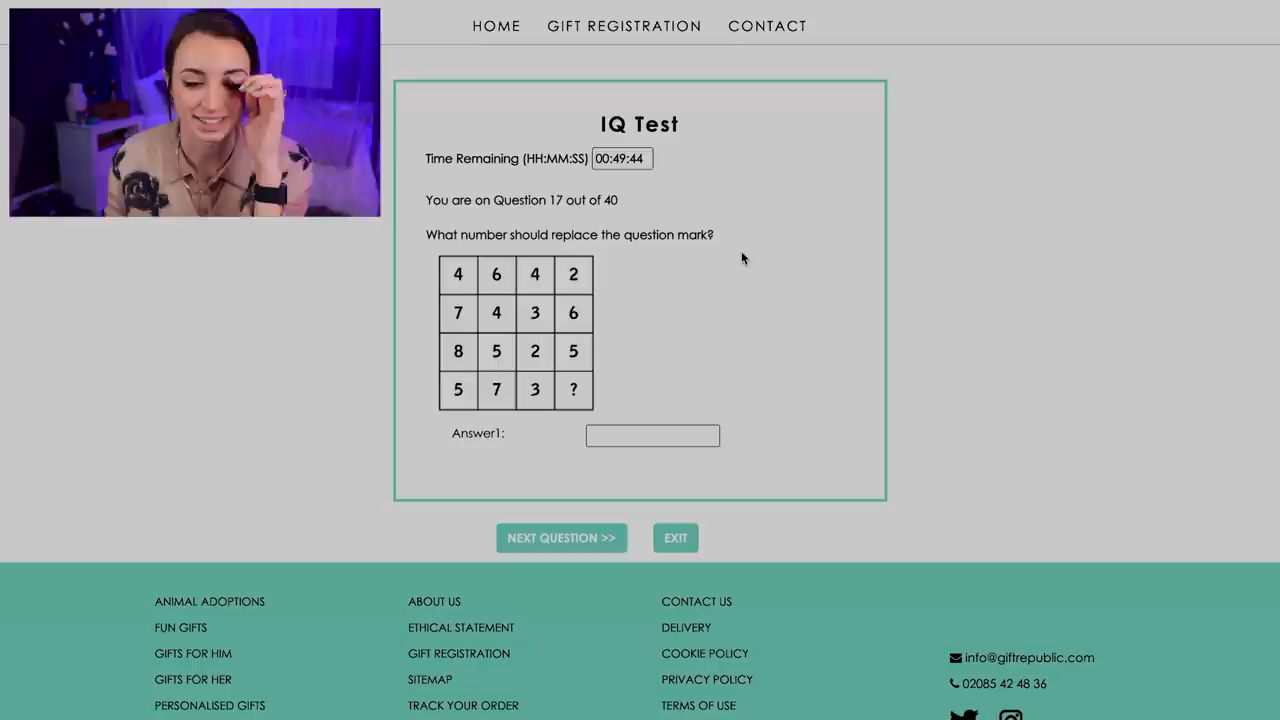 HOME GIFT REGISTRATION CONTACT
IQ Test
Time Remaining (HH:MM:SS) 00:49:44
You are on Question 17 out of 40
What number should replace the question mark?
4 6 4 2
7 4 3 6
8 5 2 5
5 7 3 ?
Answer1:
NEXT QUESTION >> EXIT
ANIMAL ADOPTIONS ABOUT US CONTACT US
FUN GIFTS ETHICAL STATEMENT DELIVERY
GIFTS FOR HIM GIFT REGISTRATION COOKIE POLICY info@giftrepublic.com
GIFTS FOR HER SITEMAP PRIVACY POLICY 02085 42 48 36
PERSONALISED GIFTS TRACK YOUR ORDER TERMS OF USE